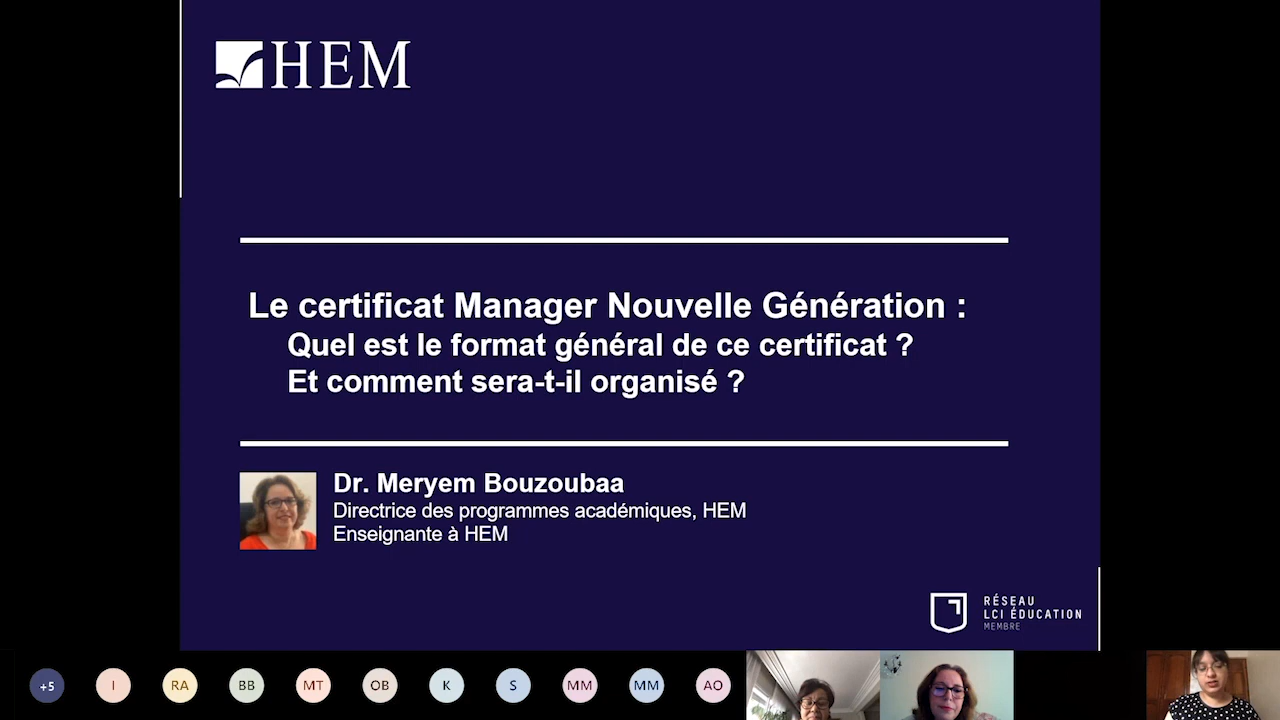 HEM
Le certificat Manager Nouvelle Génération :
Quel est le format général de ce certificat ?
Et comment sera-t-il organisé ?
Dr. Meryem Bouzoubaa
Directrice des programmes académiques, HEM
Enseignante à HEM
RÉSEAU
LCI ÉDUCATION
MEMBRE
+5
I
RA
BB
MT
OB
K
S
MM
MM
AO